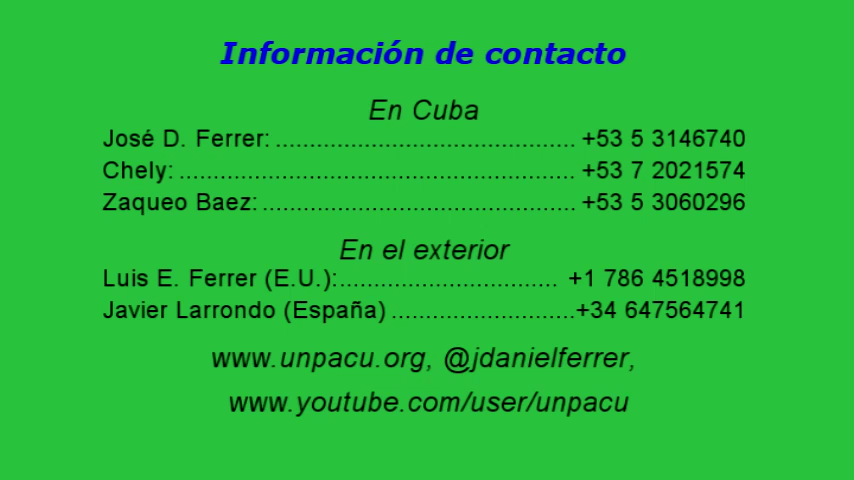 Información de contacto
En Cuba
José D. Ferrer: ............................................ +53 5 3146740
Chely: .......................................................... +53 7 2021574
Zaqueo Baez: .............................................. +53 5 3060296
En el exterior
Luis E. Ferrer (E.U.):................................ +1 786 4518998
Javier Larrondo (España) ...........................+34 647564741
www.unpacu.org, @jdanielferrer,
www.youtube.com/user/unpacu